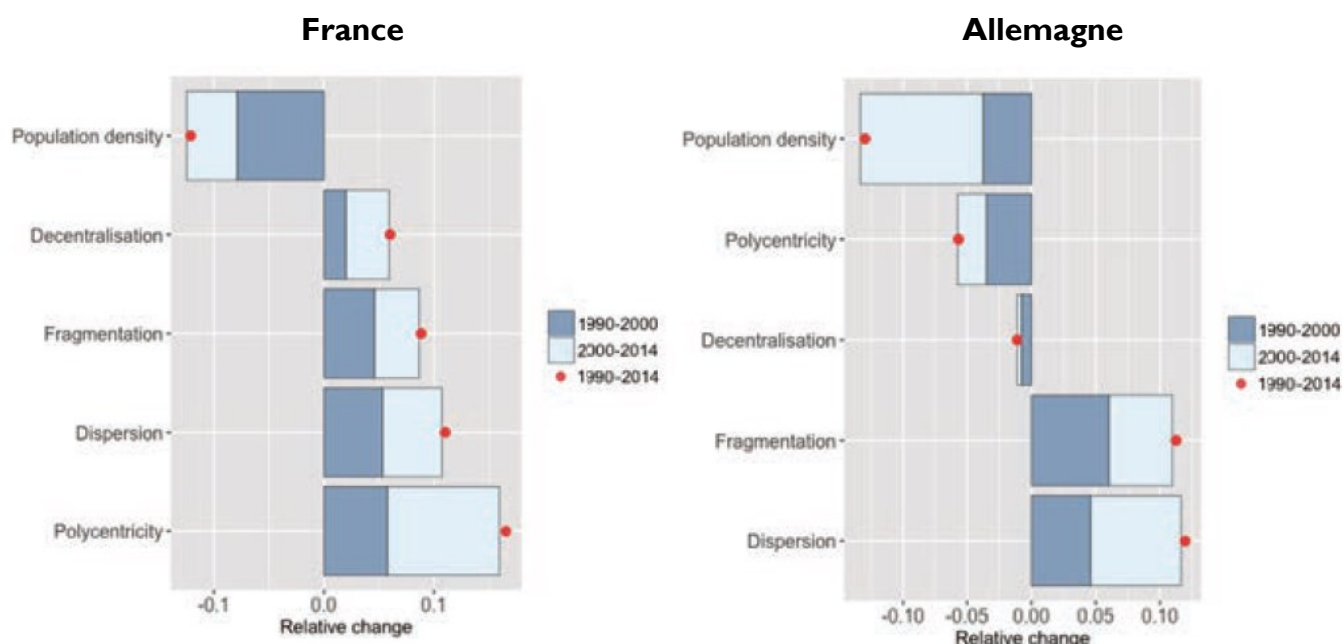 France
Population density
Decentralisation
Fragmentation
Dispersion
Polycentricity
-0.1 0.0 0.1
Relative change
1990-2000
2000-2014
1990-2014
Allemagne
Population density
Polycentricity
Decentralisation
Fragmentation
Dispersion
-0.10 -0.05 0.00 0.05 0.10
Relative change
1990-2000
2000-2014
1990-2014